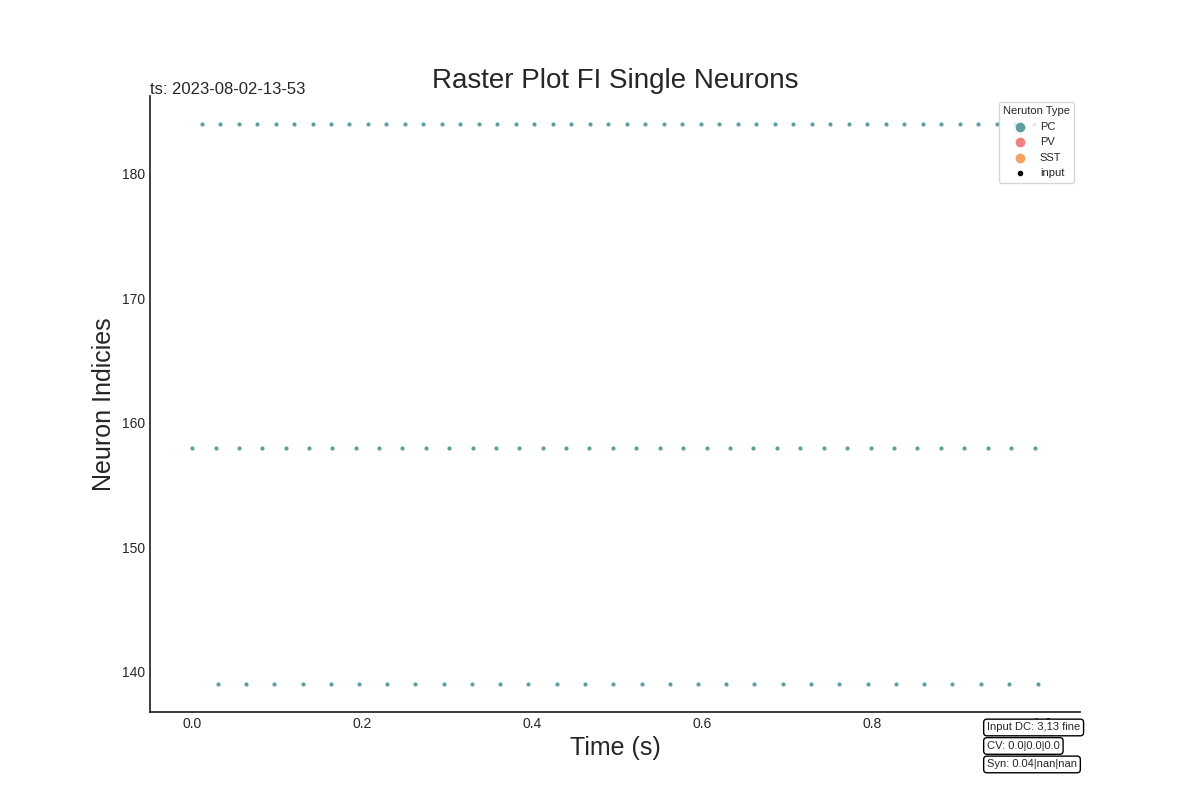 Raster Plot FI Single Neurons
ts: 2023-08-02-13-53
Neruton Type
PC
PV
SST
input
180
170
160
150
140
Neuron Indicies
0.0 0.2 0.4 0.6 0.8
Time (s)
Input DC: 3,13 fine
CV: 0.0|0.0|0.0
Syn: 0.04|nan|nan